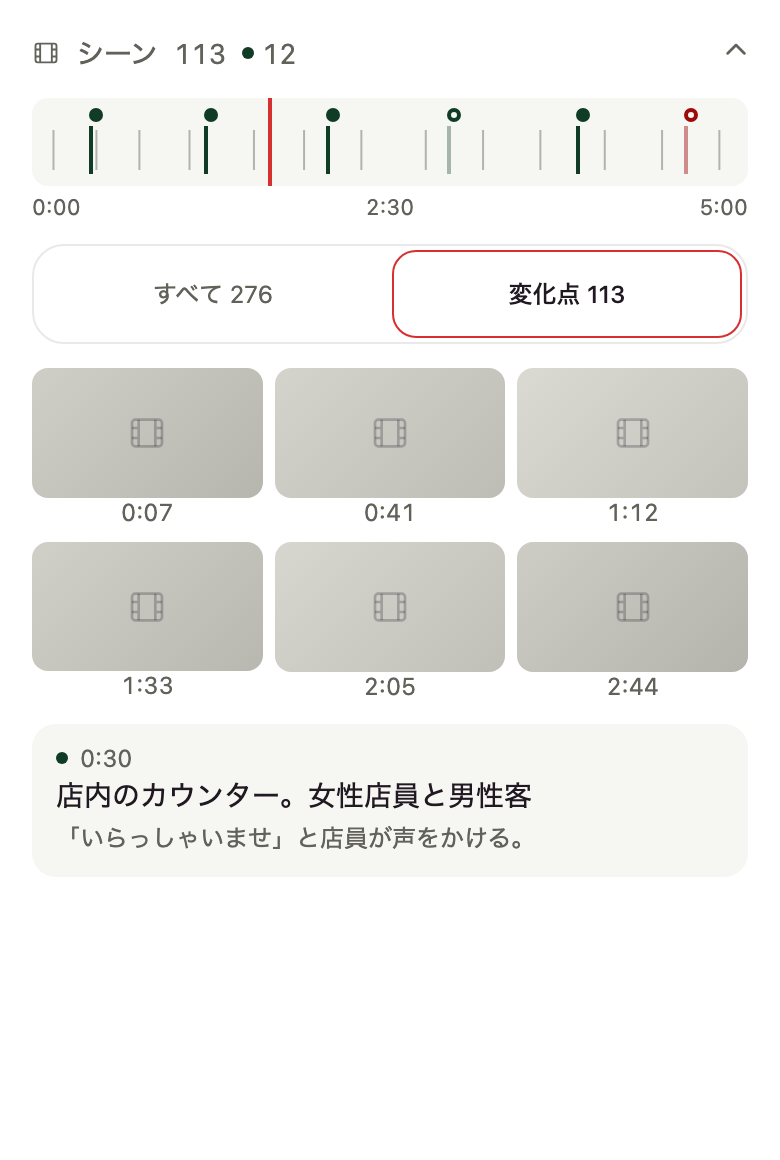 シーン 113 12
0:00 2:30 5:00
すべて 276 変化点 113
0:07 0:41 1:12
1:33 2:05 2:44
0:30
店内のカウンター。女性店員と男性客
「いらっしゃいませ」と店員が声をかける。